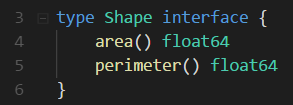 3 type Shape interface {
4     area() float64
5     perimeter() float64
6 }